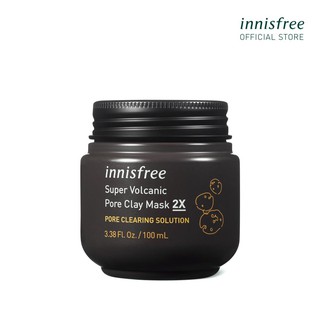 innisfree
OFFICIAL STORE
innisfree
Super Volcanic
Pore Clay Mask 2X
PORE CLEARING SOLUTION
3.38 Fl. Oz. / 100 mL